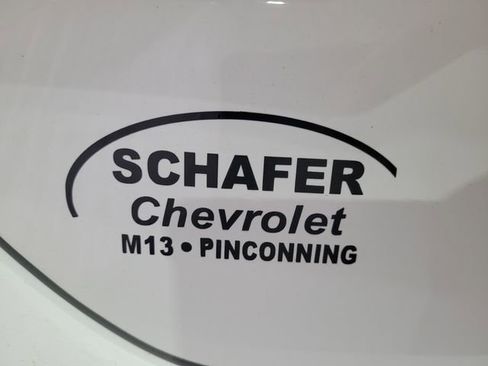 SCHAFER
Chevrolet
M13 • PINCONNING